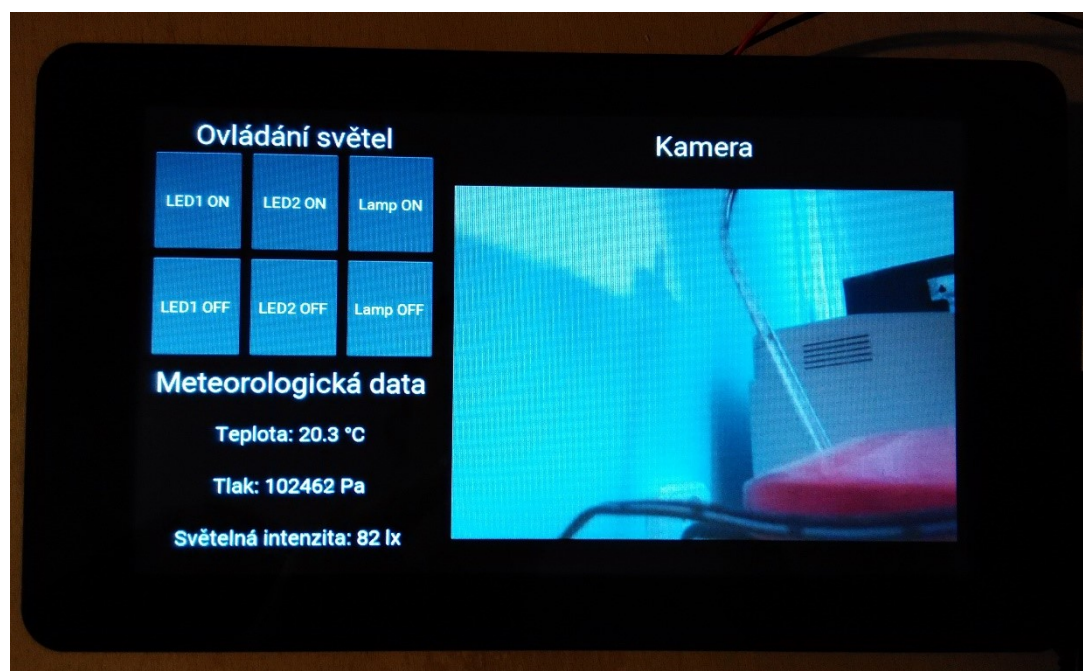 Ovládání světel
LED1 ON
LED2 ON
Lamp ON
LED1 OFF
LED2 OFF
Lamp OFF
Meteorologická data
Teplota: 20.3 °C
Tlak: 102462 Pa
Světelná intenzita: 82 lx
Kamera